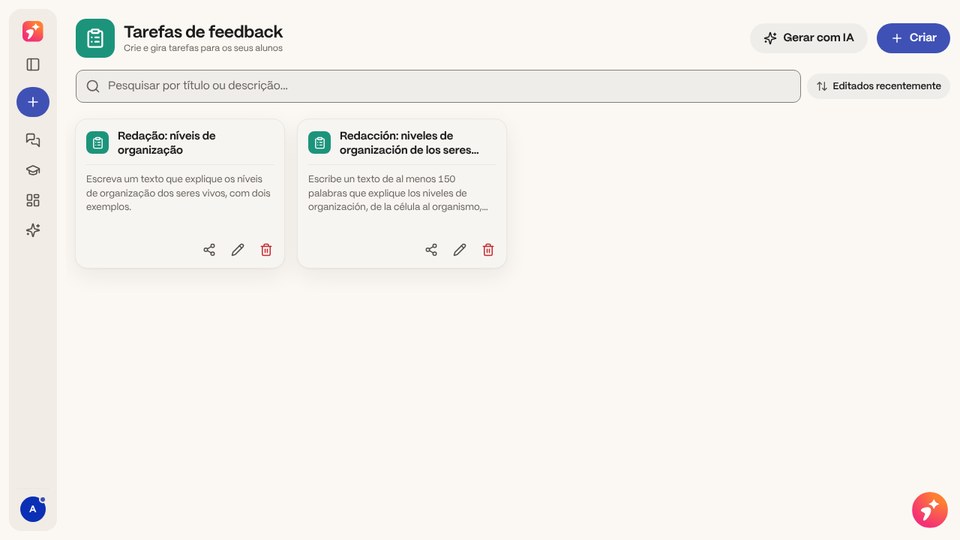 Tarefas de feedback
Crie e gira tarefas para os seus alunos
Gerar com IA
Criar
Pesquisar por título ou descrição...
Editados recentemente
Redação: níveis de
organização
Escreva um texto que explique os níveis
de organização dos seres vivos, com dois
exemplos.
Redacción: niveles de
organización de los seres...
Escribe un texto de al menos 150
palabras que explique los niveles de
organización, de la célula al organismo,...
A